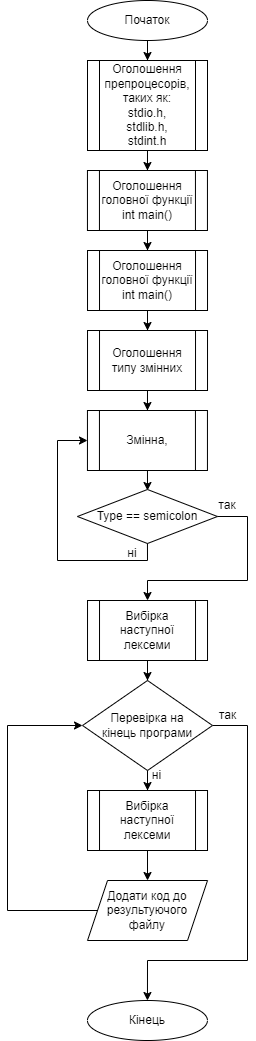 Початок
Оголошення
препроцесорів,
таких як:
stdio.h,
stdlib.h,
stdint.h
Оголошення
головної функції
int main()
Оголошення
головної функції
int main()
Оголошення
типу змінних
Змінна,
Type == semicolon
так
ні
Вибірка
наступної
лексеми
Перевірка на
кінець програми
так
ні
Вибірка
наступної
лексеми
Додати код до
результуючого
файлу
Кінець